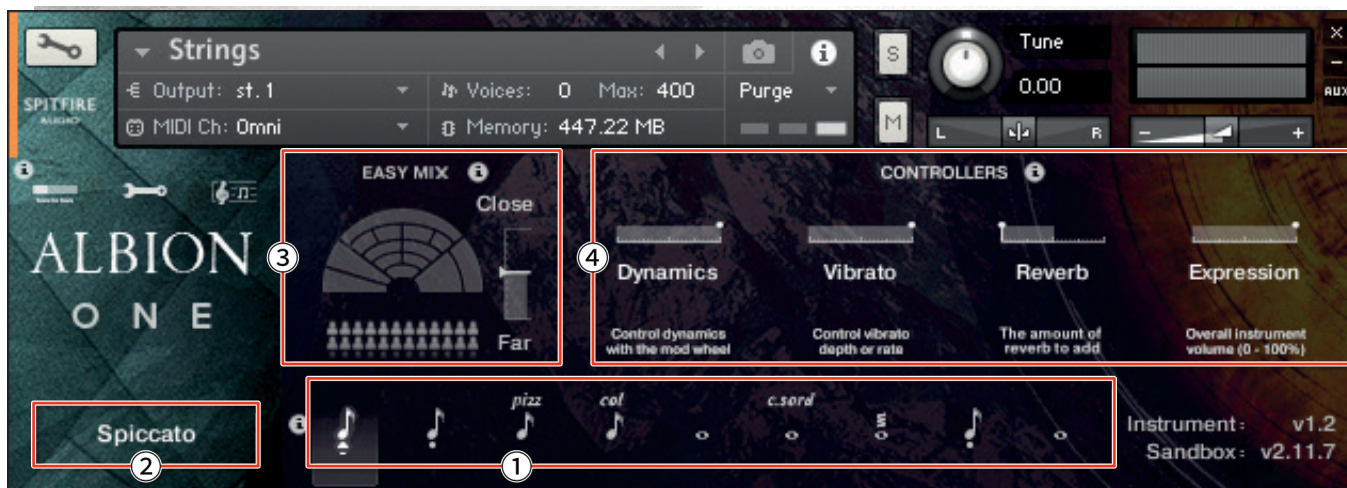 Strings
S
Tune
0.00
×
−
AUX
Output: st.1
Voices: 0 Max: 400
Purge
SPITFIRE
AUDIO
MIDI Ch: Omni
Memory: 447.22 MB
M
L
R
−
+
EASY MIX
CONTROLLERS
Close
ALBION
ONE
③
④
Dynamics
Vibrato
Reverb
Expression
Control dynamics
with the mod wheel
Control vibrato
depth or rate
The amount of
reverb to add
Overall instrument
volume (0 - 100%)
Far
pizz
col
c.sord
Spiccato
Instrument: v1.2
Sandbox: v2.11.7
②
①